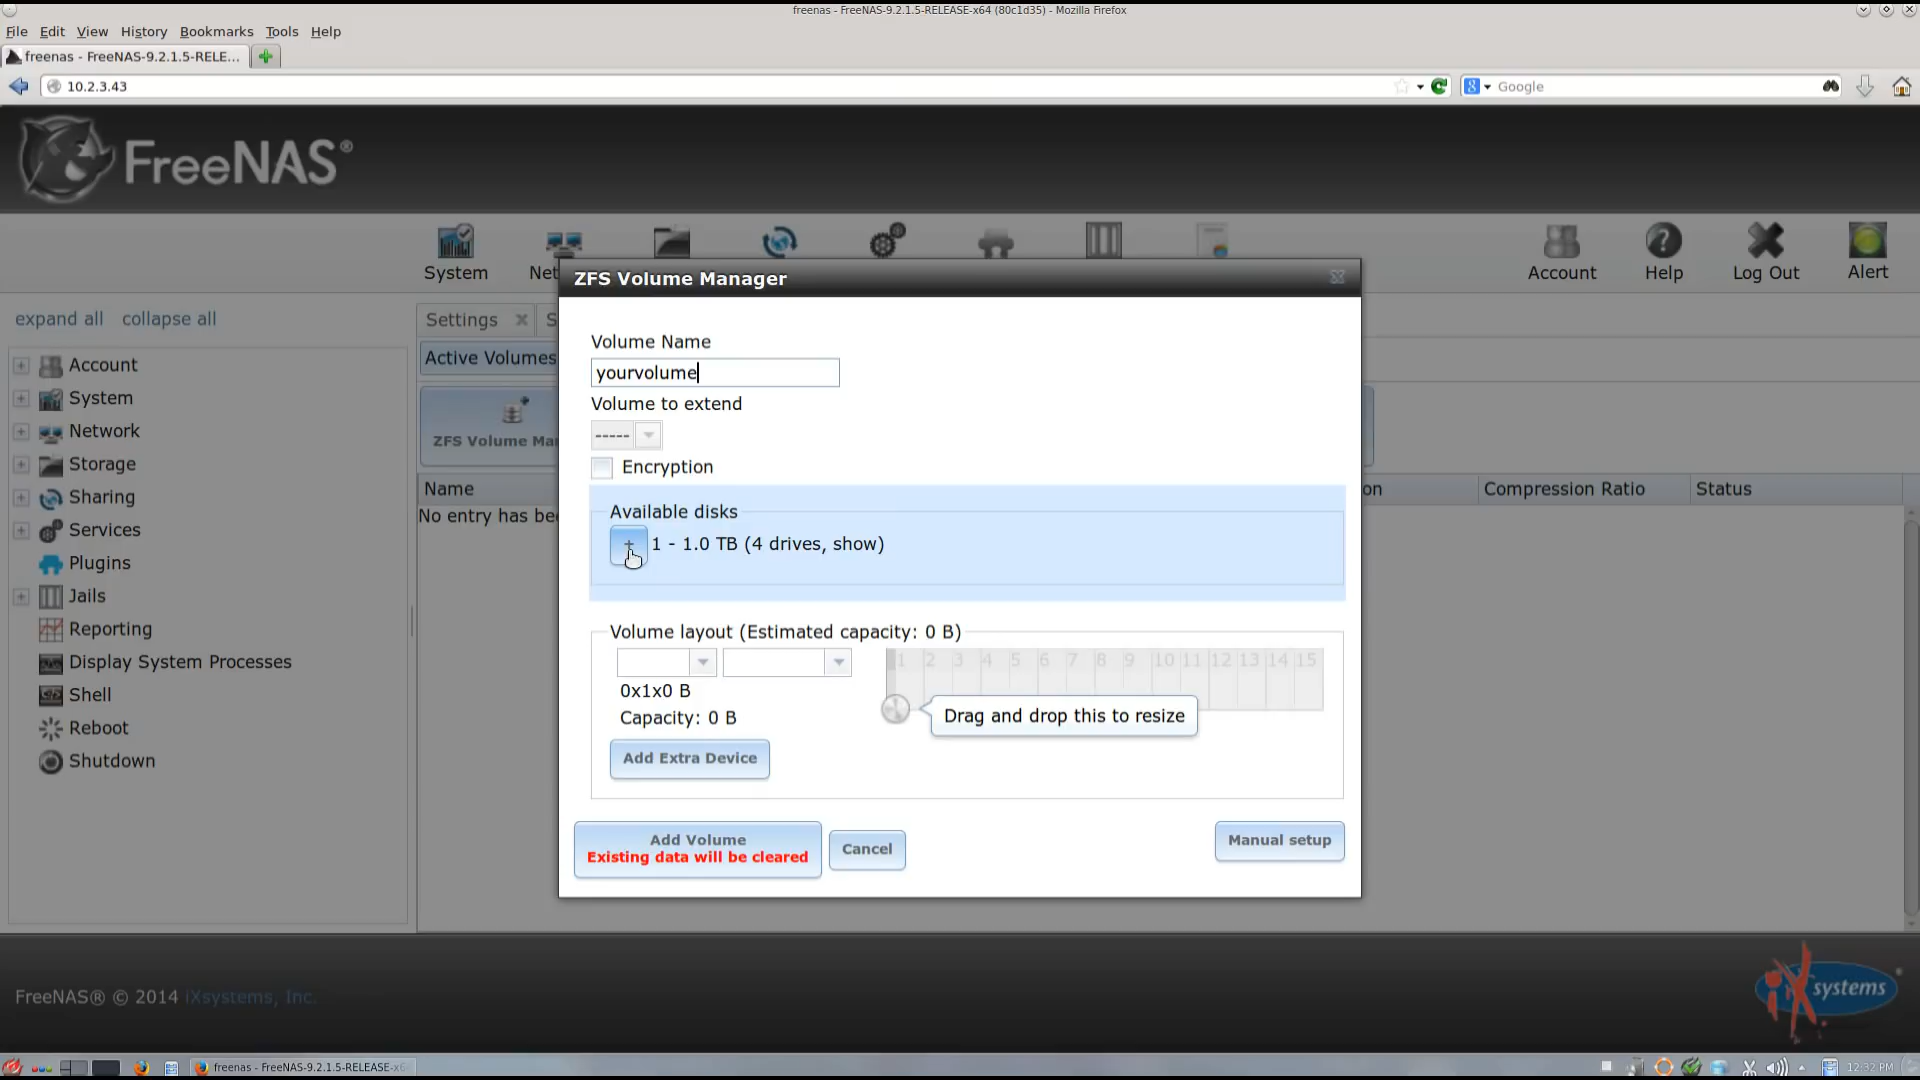 freenas - FreeNAS-9.2.1.5-RELEASE-x64 (80c1d35) - Mozilla Firefox
File Edit View History Bookmarks Tools Help
freenas - FreeNAS-9.2.1.5-RELE...
10.2.3.43
Google
FreeNAS®
System
Net
Account
Help
Log Out
Alert
expand all collapse all
Account
System
Network
Storage
Sharing
Services
Plugins
Jails
Reporting
Display System Processes
Shell
Reboot
Shutdown
Settings
S
Active Volumes
ZFS Volume Ma
Name
on
Compression Ratio
Status
No entry has bee
ZFS Volume Manager
Volume Name
yourvolume
Volume to extend
-----
Encryption
Available disks
+ 1 - 1.0 TB (4 drives, show)
Volume layout (Estimated capacity: 0 B)
1 2 3 4 5 6 7 8 9 10 11 12 13 14 15
0x1x0 B
Drag and drop this to resize
Capacity: 0 B
Add Extra Device
Add Volume
Existing data will be cleared
Cancel
Manual setup
FreeNAS® © 2014 iXsystems, Inc.
iXsystems
freenas - FreeNAS-9.2.1.5-RELEASE-x6
12:32 PM